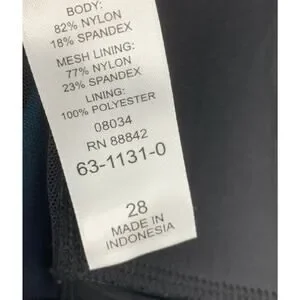 BODY:
82% NYLON
18% SPANDEX
MESH LINING:
77% NYLON
23% SPANDEX
LINING:
100% POLYESTER
08034
RN 88842
63-1131-0
28
MADE IN
INDONESIA